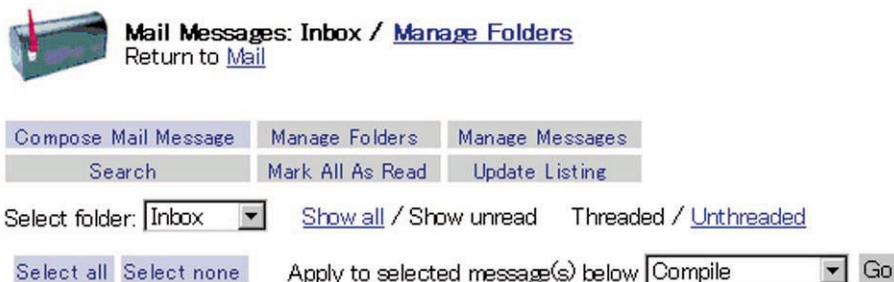 Mail Messages: Inbox / Manage Folders
Return to Mail
Compose Mail Message Manage Folders Manage Messages
Search Mark All As Read Update Listing
Select folder: Inbox Show all / Show unread Threaded / Unthreaded
Select all Select none Apply to selected message(s) below Compile Go